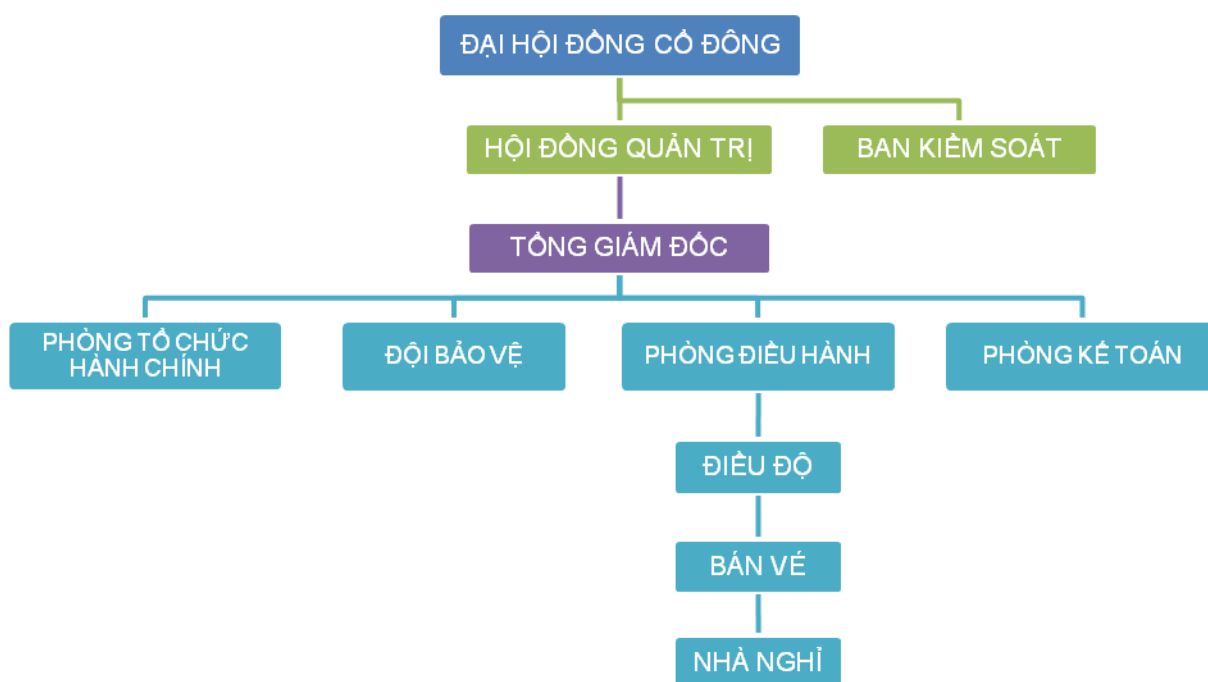 ĐẠI HỘI ĐỒNG CỔ ĐÔNG
HỘI ĐỒNG QUẢN TRỊ
BAN KIỂM SOÁT
TỔNG GIÁM ĐỐC
PHÒNG TỔ CHỨC
HÀNH CHÍNH
ĐỘI BẢO VỆ
PHÒNG ĐIỀU HÀNH
PHÒNG KẾ TOÁN
ĐIỀU ĐỘ
BÁN VÉ
NHÀ NGHỈ